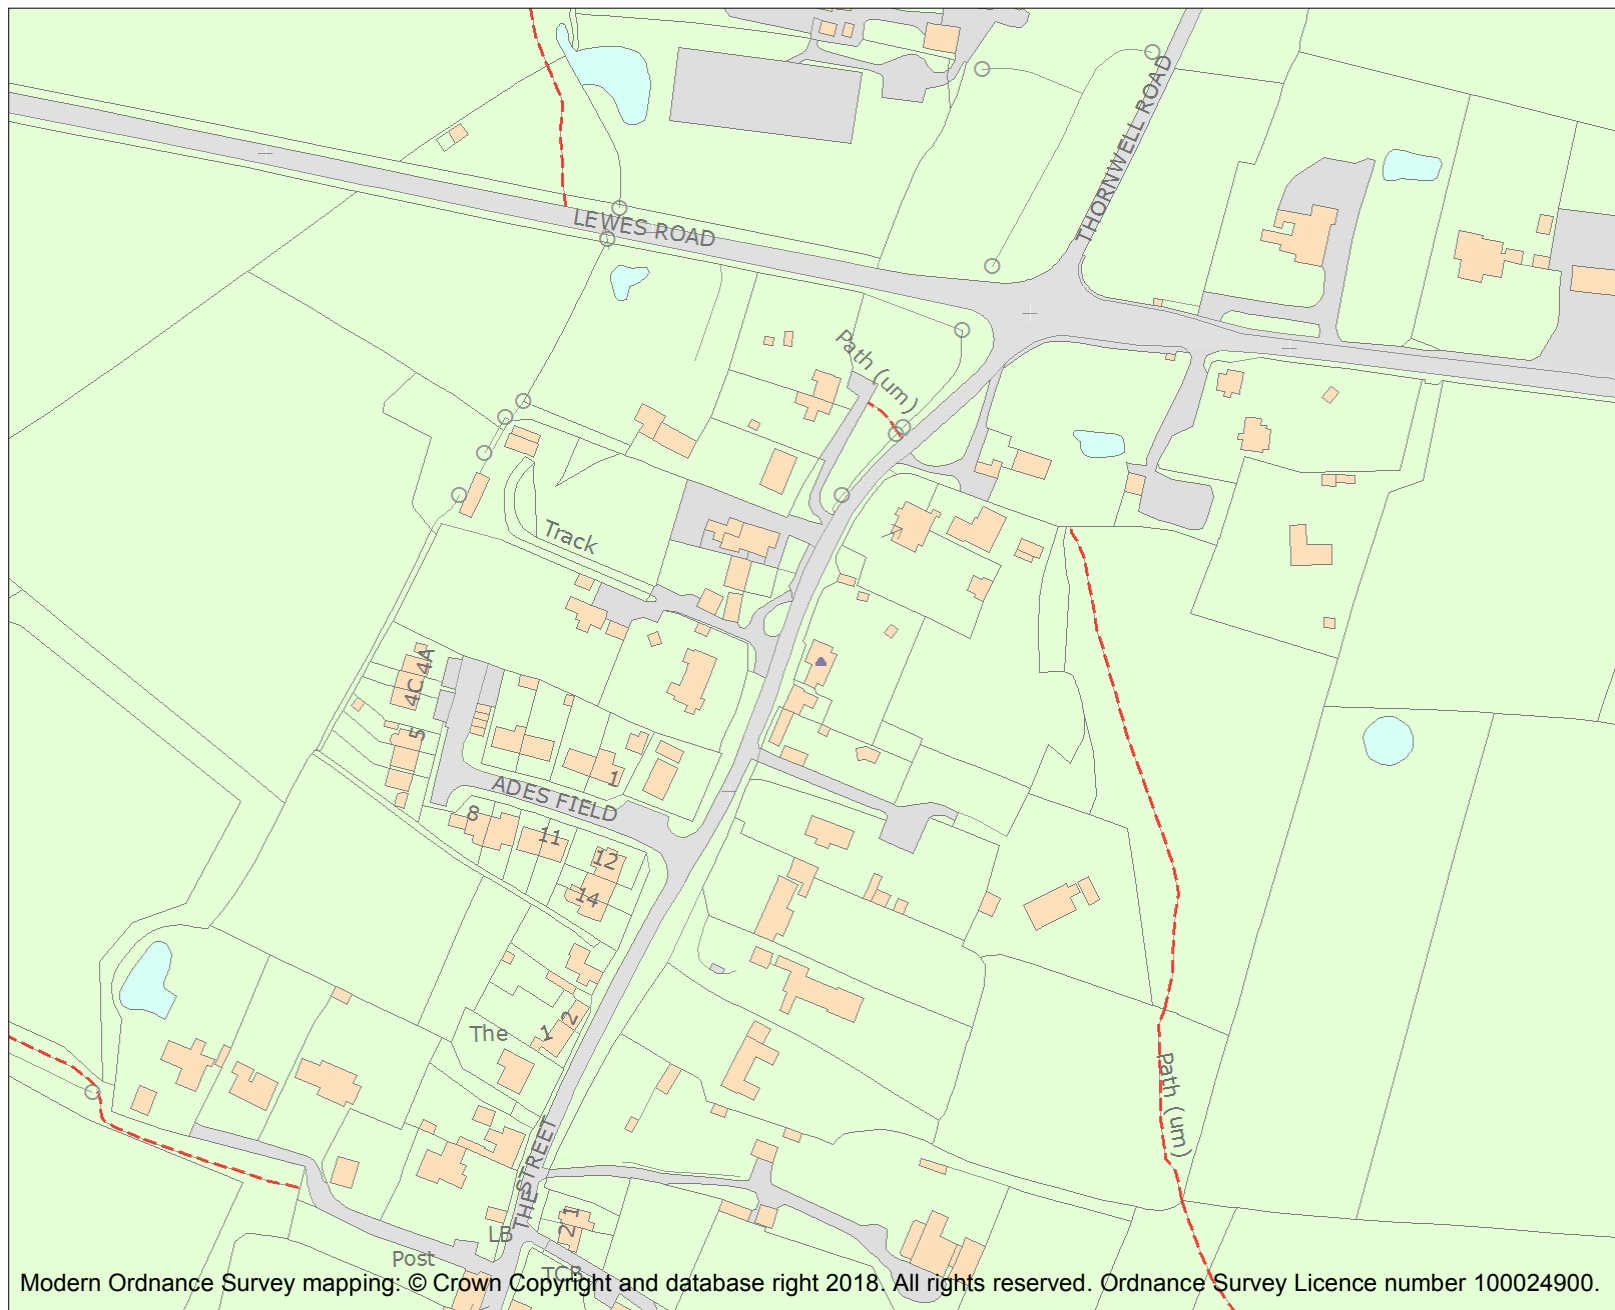 THORNWELL ROAD
LEWES ROAD
Path (um)
Track
4C
4A
5
1
ADES FIELD
8
11
12
14
The
1
2
Path (um)
THE STREET
LB
2
1
Post
TCB
Modern Ordnance Survey mapping: © Crown Copyright and database right 2018. All rights reserved. Ordnance Survey Licence number 100024900.